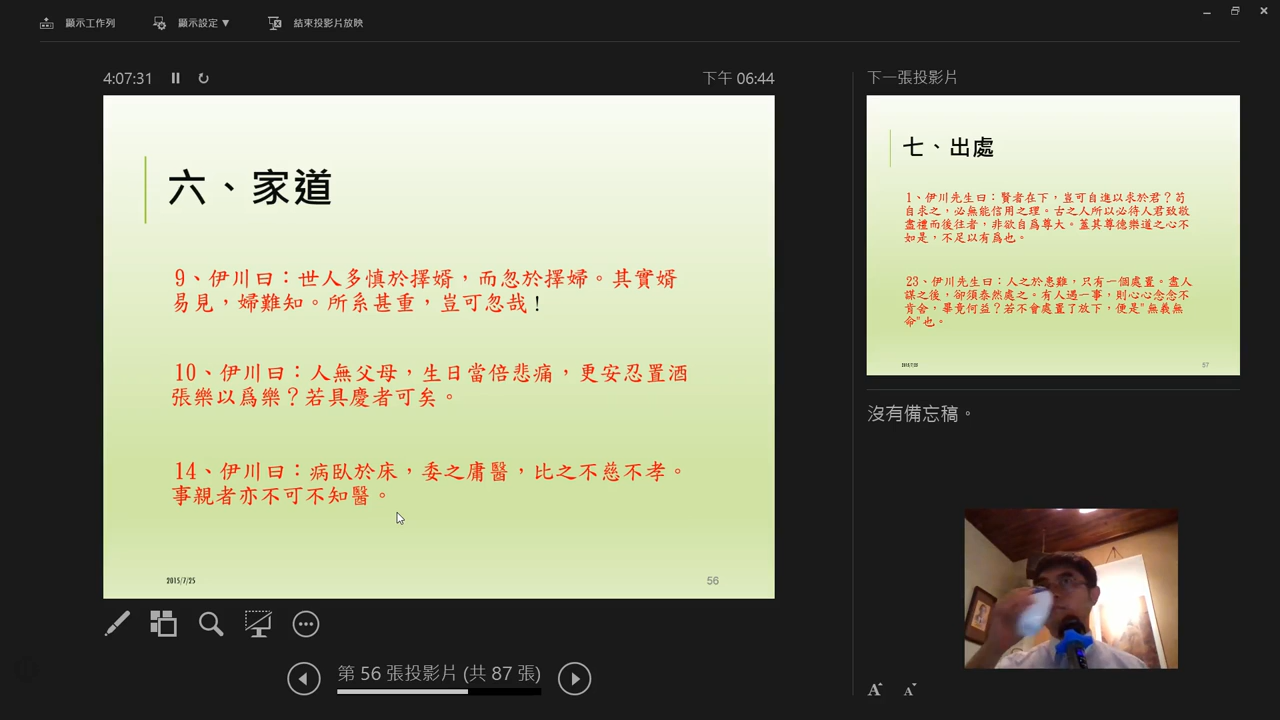 顯示工作列
顯示設定 ▼
結束投影片放映
4:07:31
下午 06:44
六、家道
9、伊川曰：世人多慎於擇婿，而忽於擇婦。其實婿
易見，婦難知。所系甚重，豈可忽哉！
10、伊川曰：人無父母，生日當倍悲痛，更安忍置酒
張樂以爲樂？若具慶者可矣。
14、伊川曰：病臥於床，委之庸醫，比之不慈不孝。
事親者亦不可不知醫。
2015/7/25
56
第 56 張投影片 (共 87 張)
下一張投影片
七、出處
1、伊川先生曰：賢者在下，豈可自進以求於君？苟
自求之，必無能信用之理。古之人所以必待人君致敬
盡禮而後往者，非欲自爲尊大。蓋其尊德樂道之心不
如是，不足以有爲也。
23、伊川先生曰：人之於患難，只有一個處置。盡人
謀之後，卻須泰然處之。有人遇一事，則心心念念不
肯舍，畢竟何益？若不會處置了放下，便是"無義無
命"也。
2015/7/25
57
沒有備忘稿。
A
A